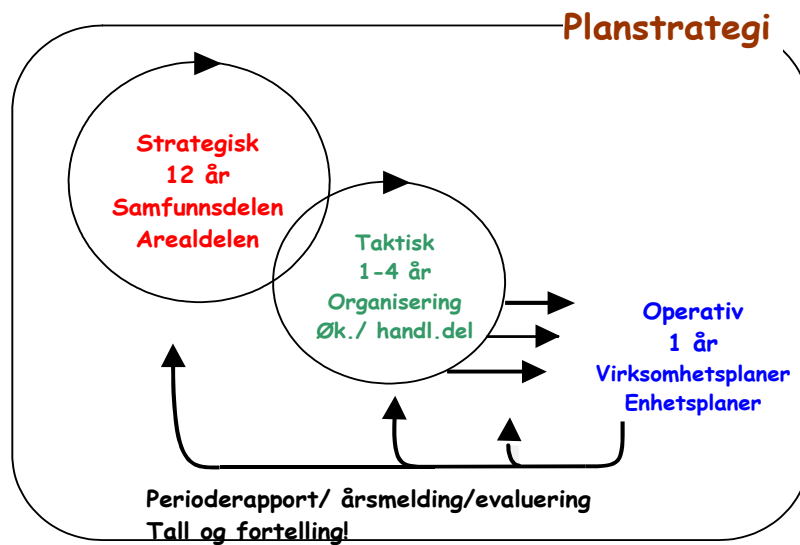 Planstrategi
Strategisk
12 år
Samfunnsdelen
Arealdelen
Taktisk
1-4 år
Organisering
Øk./ handl.del
Operativ
1 år
Virksomhetsplaner
Enhetsplaner
Perioderapport/ årsmelding/evaluering
Tall og fortelling!